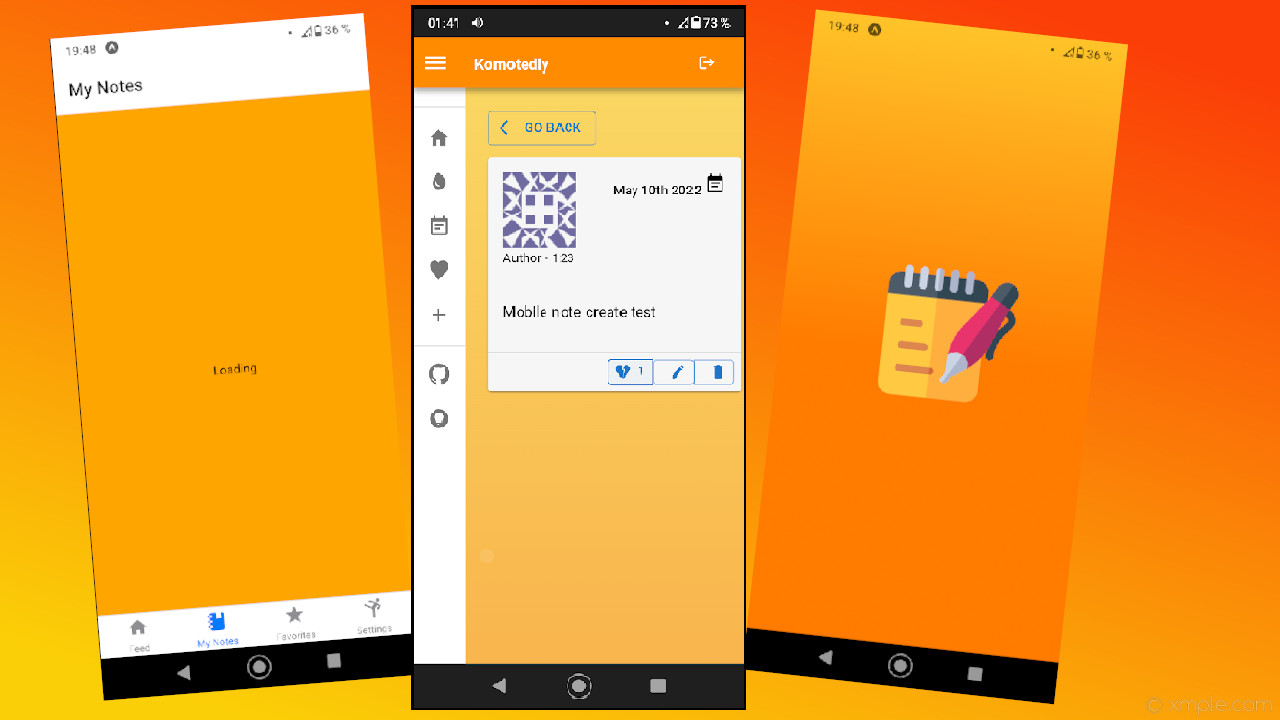 19:48
36 %
My Notes
Loading
Feed
My Notes
Favorites
Settings
01:41
73 %
Komotedly
GO BACK
May 10th 2022
Author - 123
Mobile note create test
1
19:48
36 %
© xmple.com